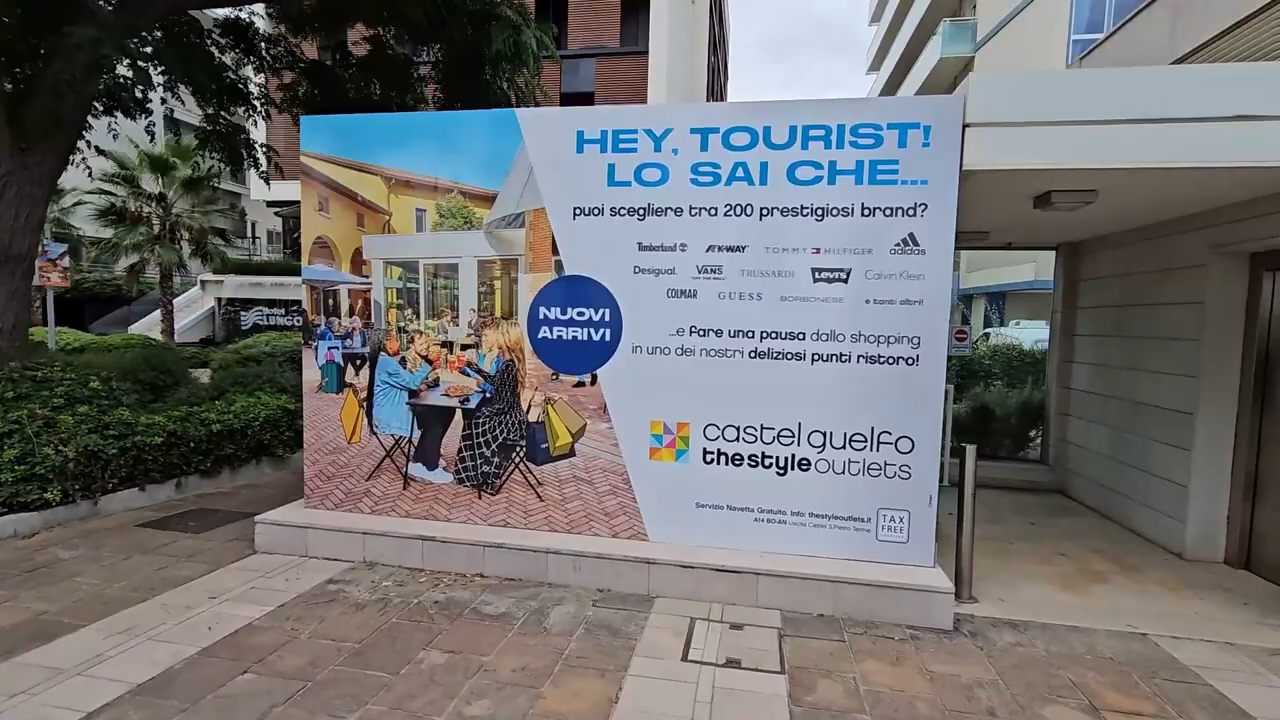 HEY, TOURIST!
LO SAI CHE...
puoi scegliere tra 200 prestigiosi brand?
Timberland
K-WAY
TOMMY HILFIGER
adidas
Desigual.
VANS
"OFF THE WALL"
TRUSSARDI
LEVI'S
Calvin Klein
COLMAR
GUESS
BORBONESE
e tanti altri!
NUOVI
ARRIVI
...e fare una pausa dallo shopping
in uno dei nostri deliziosi punti ristoro!
castel guelfo
thestyleoutlets
Servizio Navetta Gratuito. Info: thestyleoutlets.it
A14 BO-AN Uscita Castel S.Pietro Terme
TAX
FREE
hotel
LUNGO